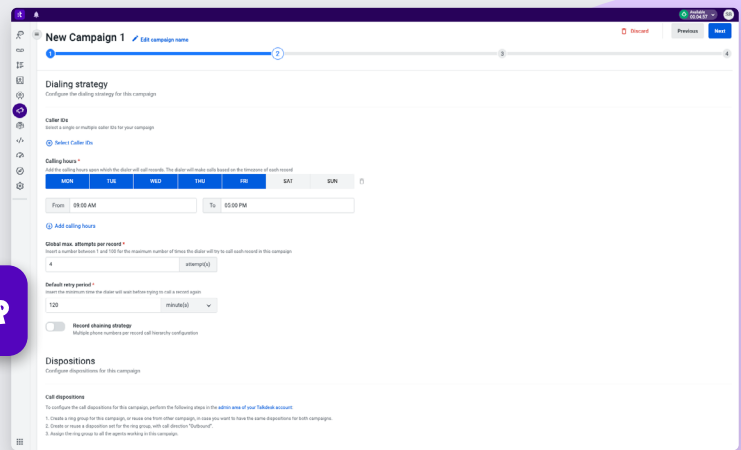 Available
00:04:57
New Campaign 1
Edit campaign name
Discard
Previous
Next
1
2
3
4
Dialing strategy
Configure the dialing strategy for this campaign
Caller IDs
Select a single or multiple caller IDs for your campaign
Select Caller IDs
Calling hours *
Add the calling hours upon which the dialer will call records. The dialer will make calls based on the timezone of each record
MON TUE WED THU FRI SAT SUN
From 09:00 AM To 05:00 PM
Add calling hours
Global max. attempts per record *
Insert a number between 1 and 100 for the maximum number of times the dialer will try to call each record in this campaign.
4 attempt(s)
Default retry period *
Insert the minimum time the dialer will wait before trying to call a record again
120 minute(s)
Record chaining strategy
Multiple phone numbers per record call hierarchy configuration
Dispositions
Configure dispositions for this campaign
Call dispositions
To configure the call dispositions for this campaign, perform the following steps in the admin area of your Talkdesk account:
1. Create a ring group for this campaign, or reuse one from other campaign, in case you want to have the same dispositions for both campaigns.
2. Create or reuse a disposition set for the ring group, with call direction "Outbound".
3. Assign the ring group to all the agents working in this campaign.